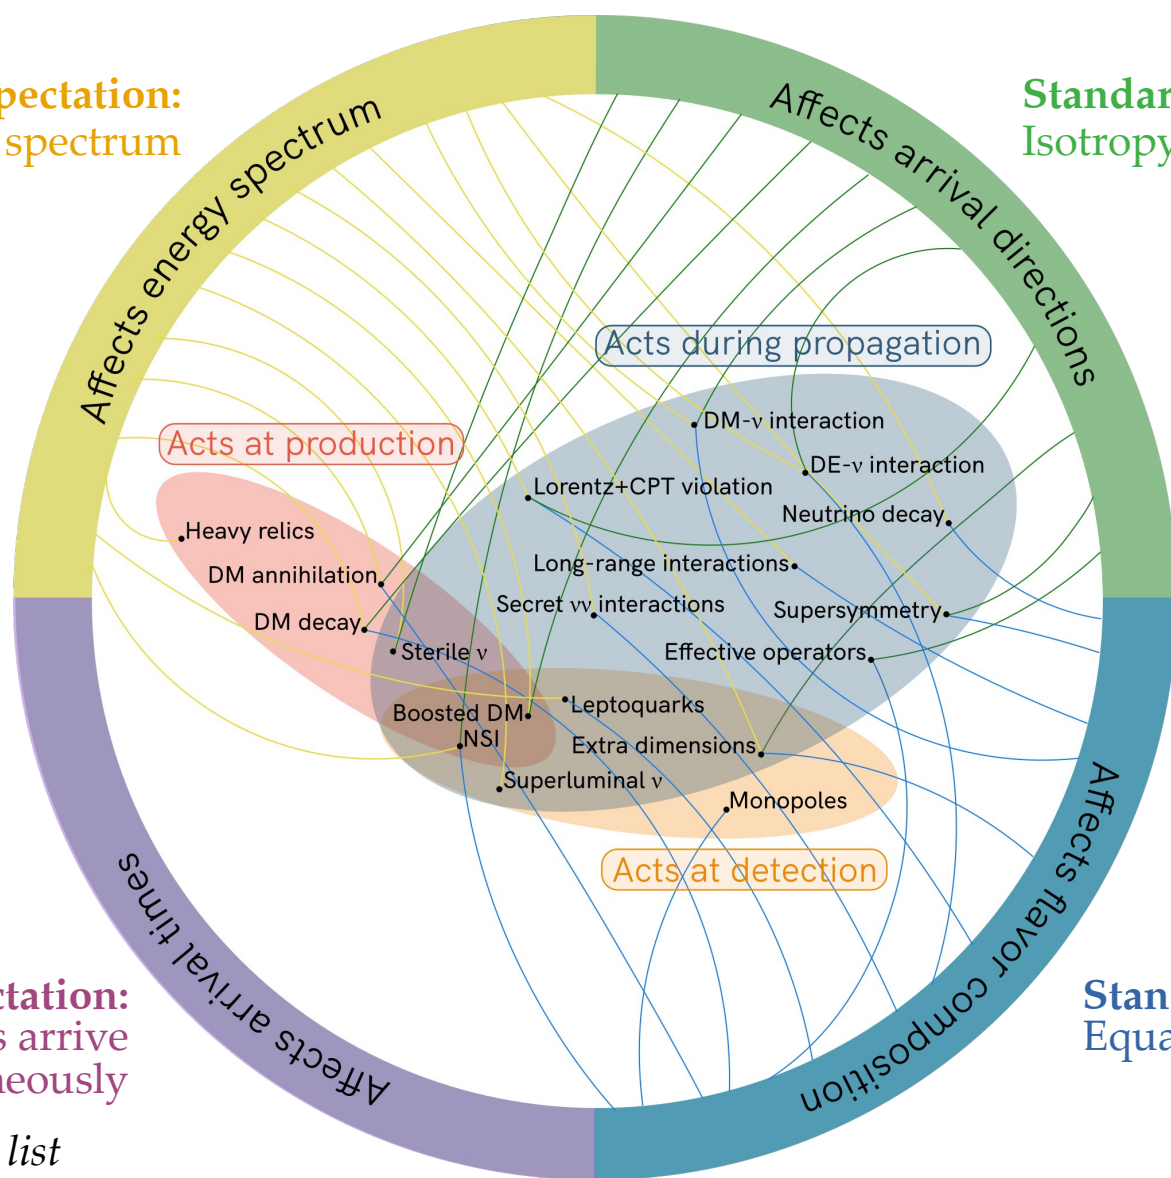 pectation:
spectrum
Standar
Isotropy
Affects energy spectrum
Affects arrival directions
Acts during propagation
Acts at production
DM-ν interaction
DE-ν interaction
Lorentz+CPT violation
Neutrino decay
Heavy relics
Long-range interactions
DM annihilation
Secret νν interactions
Supersymmetry
DM decay
Sterile ν
Effective operators
Leptoquarks
Boosted DM
NSI
Extra dimensions
Superluminal ν
Monopoles
Acts at detection
Affects arrival times
Affects flavor composition
ctation:
s arrive
neously
Stan
Equa
list